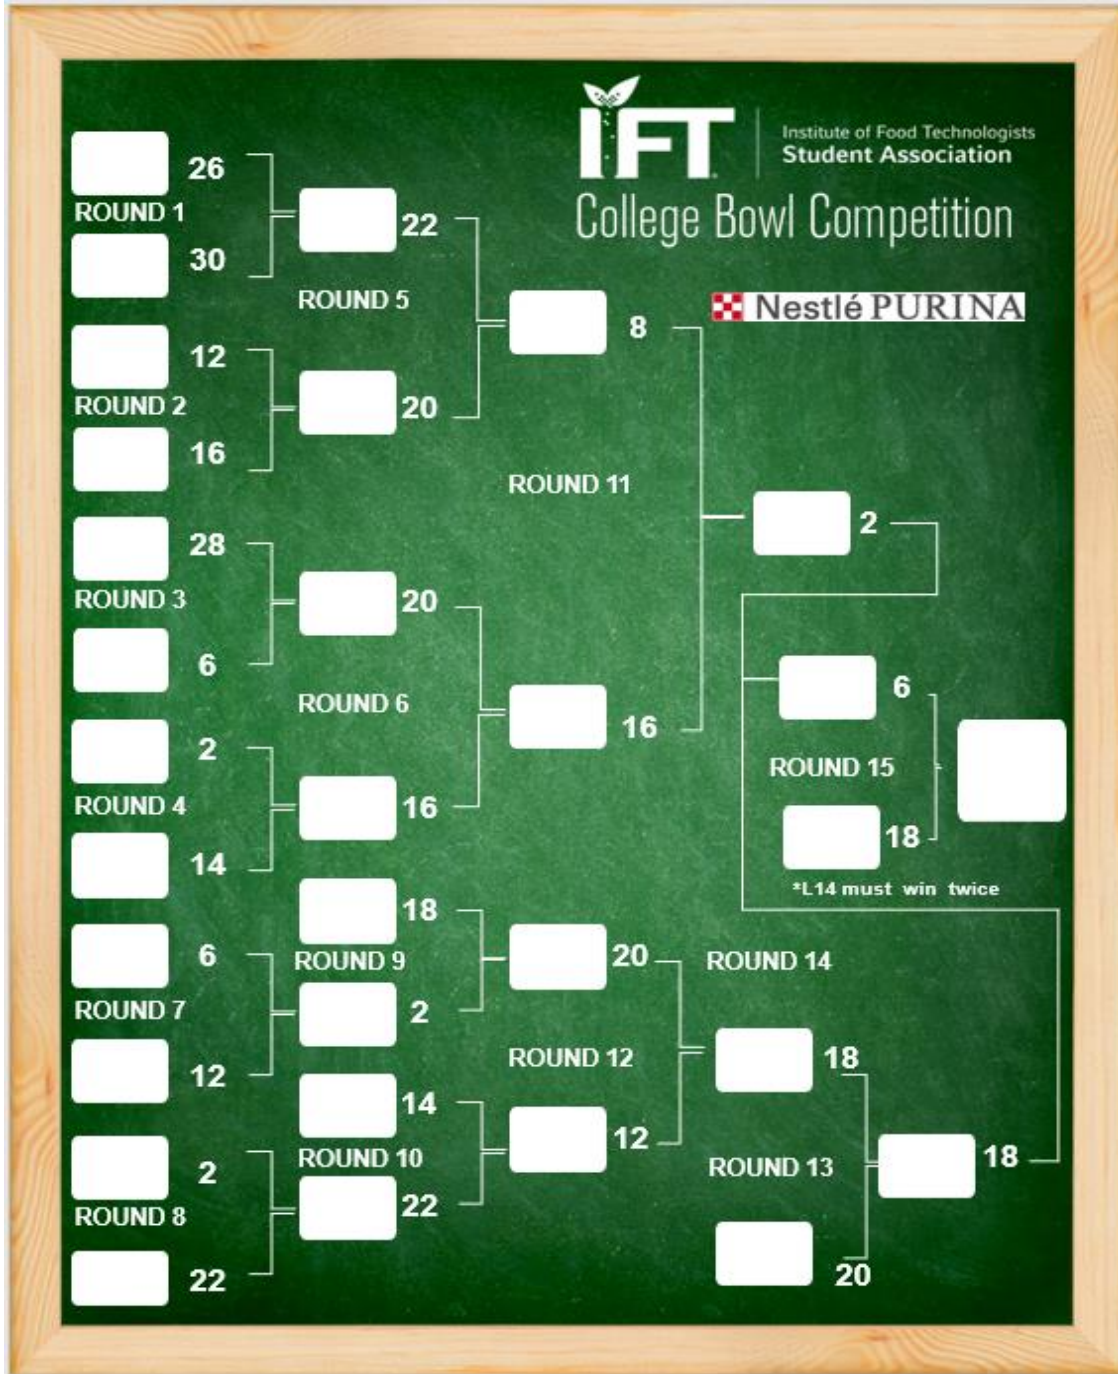 IFT
Institute of Food Technologists
Student Association
College Bowl Competition
Nestlé PURINA
26
ROUND 1
30
22
ROUND 5
12
ROUND 2
16
20
8
ROUND 11
28
ROUND 3
6
20
ROUND 6
2
ROUND 4
14
16
16
2
6
ROUND 15
18
*L14 must win twice
18
ROUND 9
6
ROUND 7
12
2
20
ROUND 14
ROUND 12
14
ROUND 10
2
ROUND 8
22
22
12
18
ROUND 13
20
18